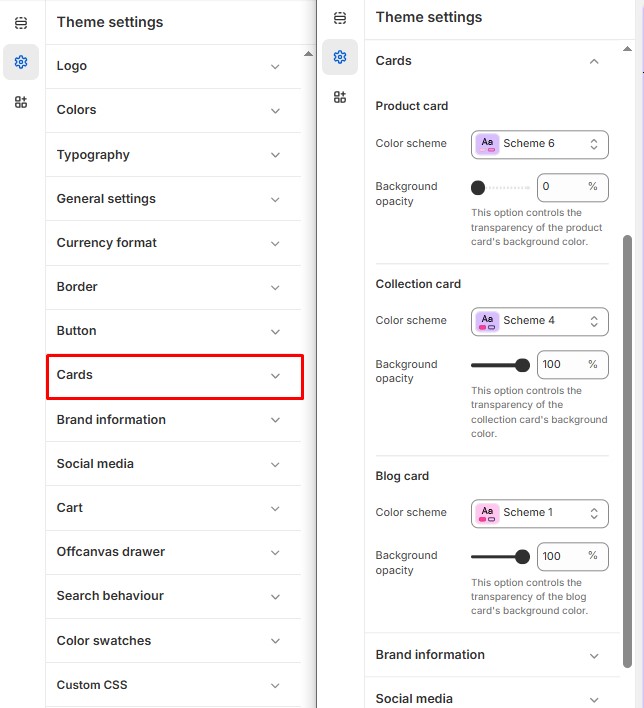 Theme settings
Logo
Colors
Typography
General settings
Currency format
Border
Button
Cards
Brand information
Social media
Cart
Offcanvas drawer
Search behaviour
Color swatches
Custom CSS
Theme settings
Cards
Product card
Color scheme
Aa
Scheme 6
Background
opacity
0 %
This option controls the
transparency of the product
card's background color.
Collection card
Color scheme
Aa
Scheme 4
Background
opacity
100 %
This option controls the
transparency of the
collection card's background
color.
Blog card
Color scheme
Aa
Scheme 1
Background
opacity
100 %
This option controls the
transparency of the blog
card's background color.
Brand information
Social media